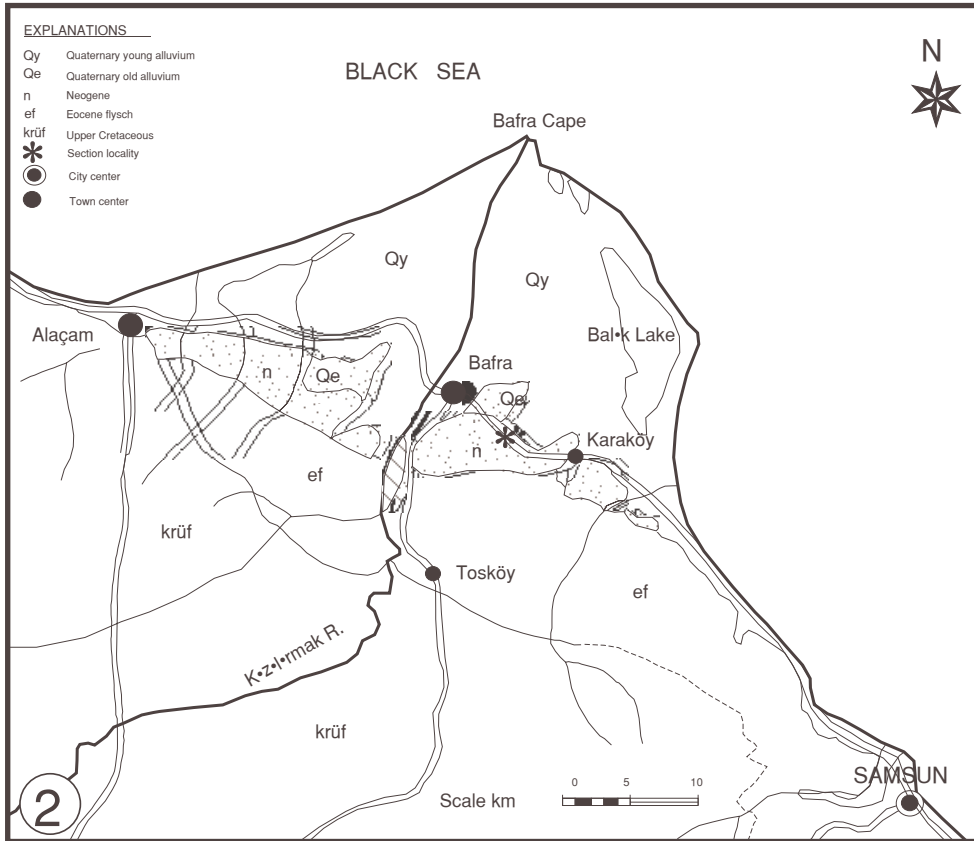 EXPLANATIONS
Qy Quaternary young alluvium
Qe Quaternary old alluvium
n Neogene
ef Eocene flysch
krüf Upper Cretaceous
Section locality
City center
Town center
BLACK SEA
N
Bafra Cape
Qy
Qy
Alaçam
Bal•k Lake
n
Qe
Bafra
Qe
Karaköy
n
ef
krüf
Tosköy
ef
K•z•l•rmak R.
krüf
SAMSUN
0 5 10
Scale km
2